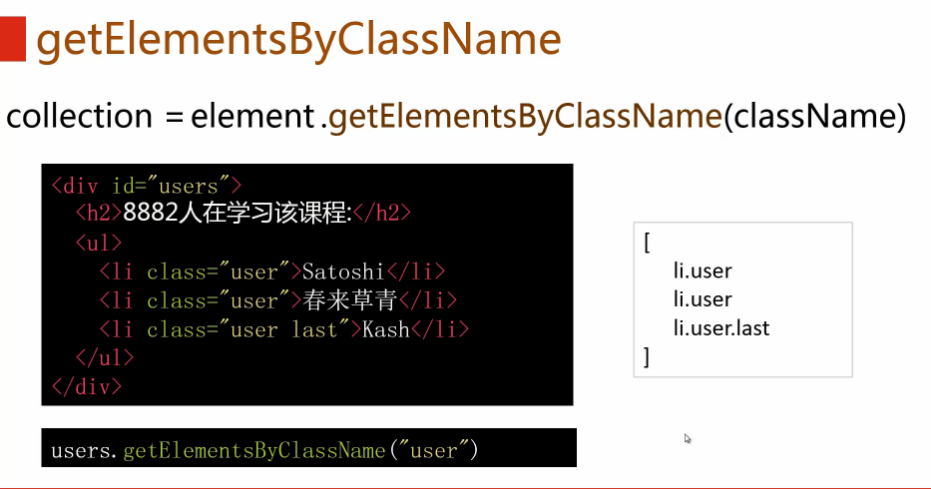 getElementsByClassName
collection = element .getElementsByClassName(className)
<div id="users">
<h2>8882人在学习该课程:</h2>
<ul>
<li class="user">Satoshi</li>
<li class="user">春来草青</li>
<li class="user last">Kash</li>
</ul>
</div>
[
li.user
li.user
li.user.last
]
users.getElementsByClassName("user")